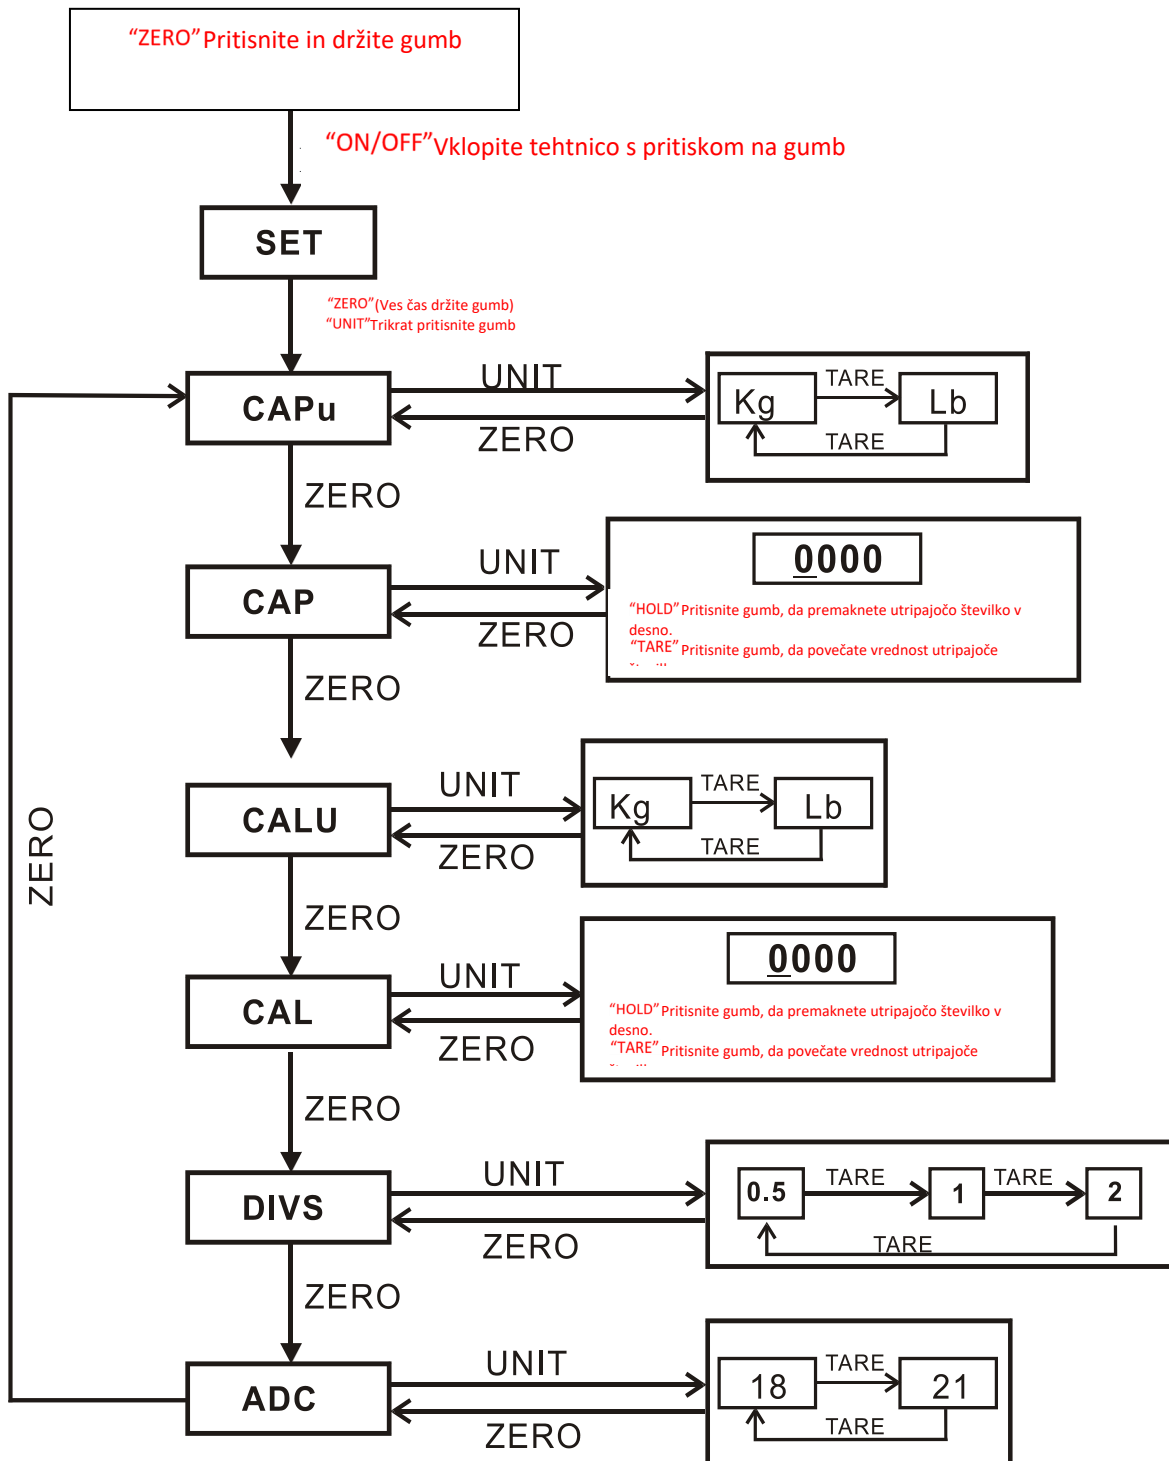 “ZERO” Pritisnite in držite gumb
“ON/OFF” Vklopite tehtnico s pritiskom na gumb
SET
“ZERO” (Ves čas držite gumb)
“UNIT” Trikrat pritisnite gumb
CAPu
UNIT
ZERO
Kg
TARE
Lb
TARE
ZERO
CAP
UNIT
ZERO
0000
“HOLD” Pritisnite gumb, da premaknete utripajočo številko v
desno.
“TARE” Pritisnite gumb, da povečate vrednost utripajoče
ZERO
CALU
UNIT
ZERO
Kg
TARE
Lb
TARE
ZERO
ZERO
CAL
UNIT
ZERO
0000
“HOLD” Pritisnite gumb, da premaknete utripajočo številko v
desno.
“TARE” Pritisnite gumb, da povečate vrednost utripajoče
ZERO
DIVS
UNIT
ZERO
0.5
TARE
1
TARE
2
TARE
ZERO
ADC
UNIT
ZERO
18
TARE
21
TARE